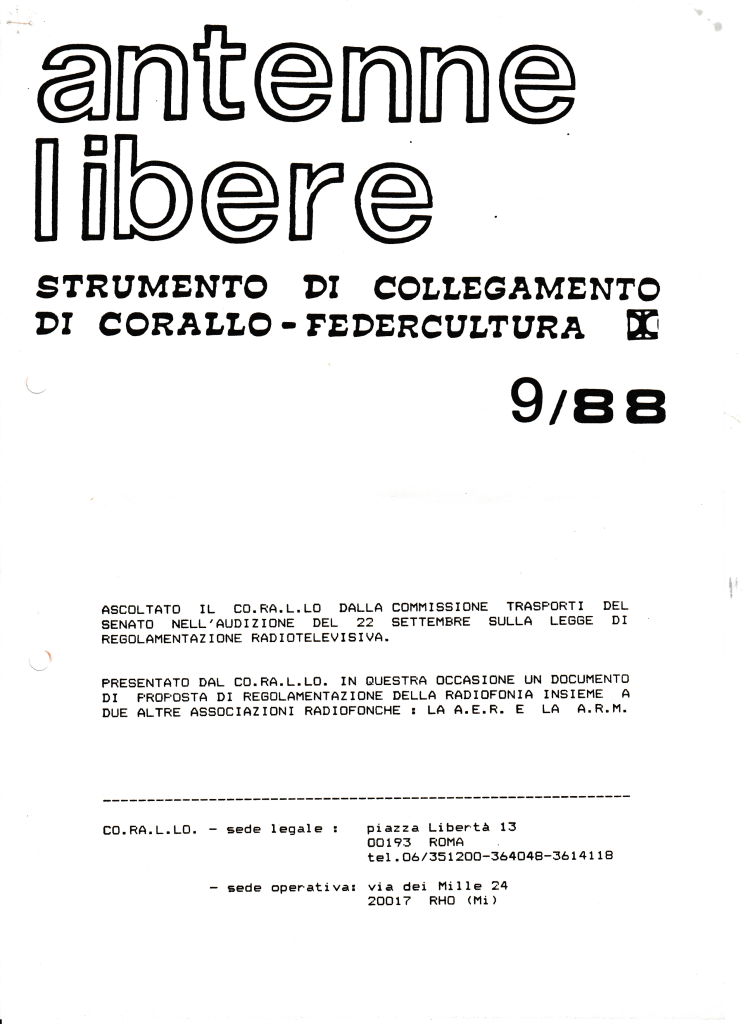 antenne
libere
STRUMENTO DI COLLEGAMENTO
DI CORALLO-FEDERCULTURA
9/88
ASCOLTATO IL CO.RA.L.LO DALLA COMMISSIONE TRASPORTI DEL
SENATO NELL'AUDIZIONE DEL 22 SETTEMBRE SULLA LEGGE DI
REGOLAMENTAZIONE RADIOTELEVISIVA.
PRESENTATO DAL CO.RA.L.LO. IN QUESTRA OCCASIONE UN DOCUMENTO
DI PROPOSTA DI REGOLAMENTAZIONE DELLA RADIOFONIA INSIEME A
DUE ALTRE ASSOCIAZIONI RADIOFONCHE : LA A.E.R. E LA A.R.M.
------------------------------------------------------------
CO.RA.L.LO. - sede legale : piazza Libertà 13
00193 ROMA
tel.06/351200-364048-3614118
- sede operativa: via dei Mille 24
20017 RHO (Mi)